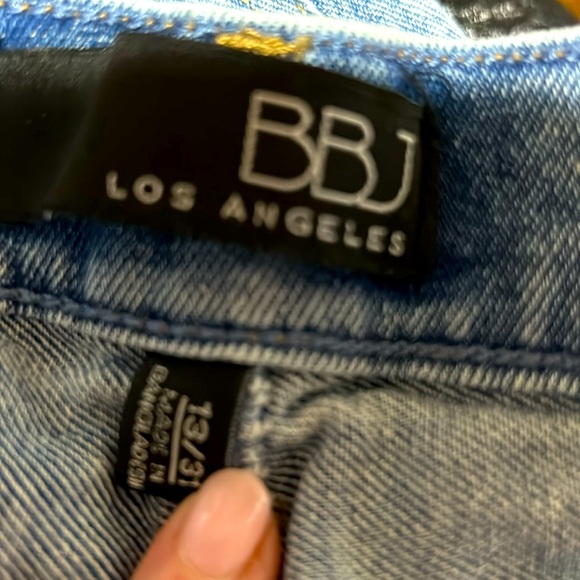 BBJ
LOS ANGELES
13/31
MADE IN
BANGLADESH